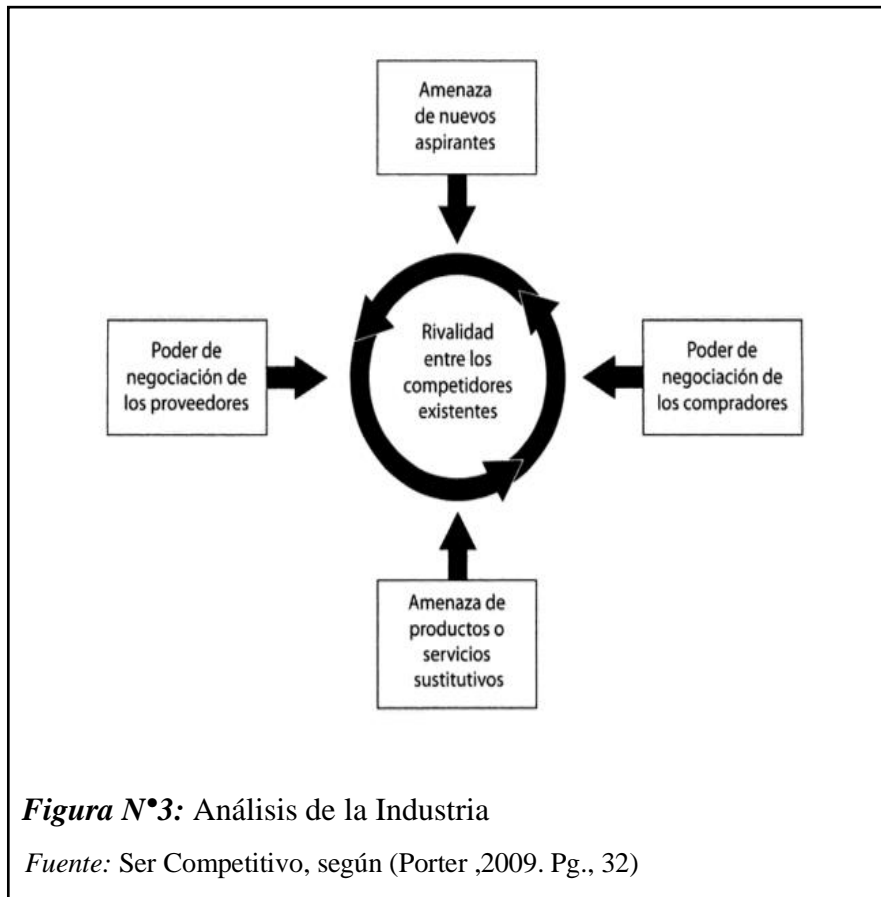 Amenaza
de nuevos
aspirantes
Poder de
negociación de
los proveedores
Rivalidad
entre los
competidores
existentes
Poder de
negociación de
los compradores
Amenaza de
productos o
servicios
sustitutivos
Figura N°3: Análisis de la Industria
Fuente: Ser Competitivo, según (Porter ,2009. Pg., 32)